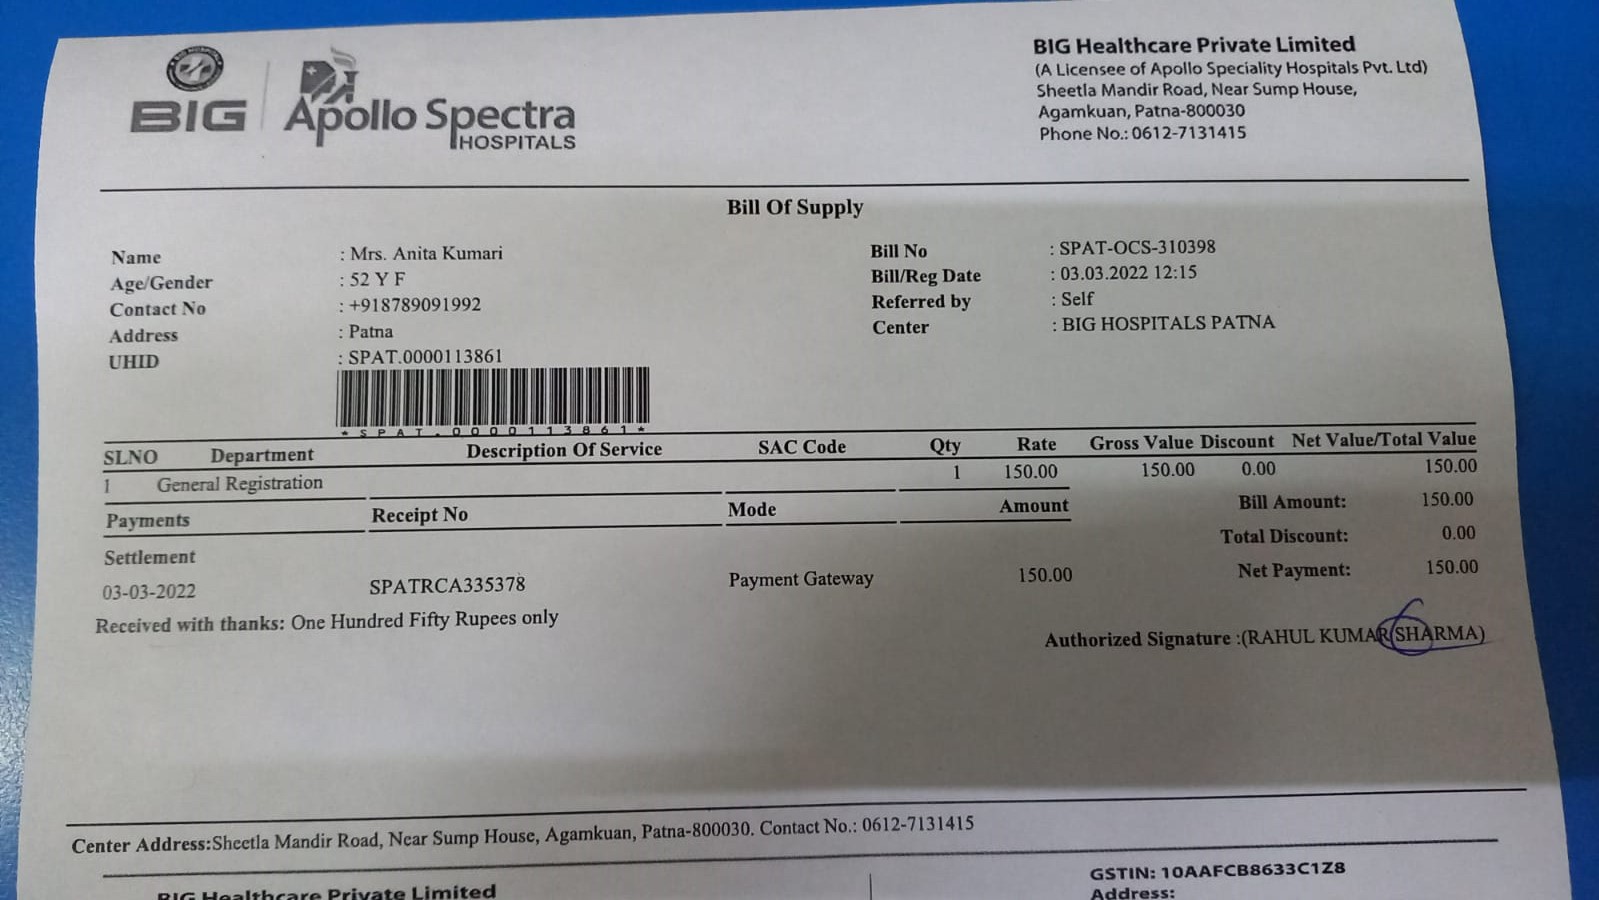 BIG
Apollo Spectra
HOSPITALS
BIG Healthcare Private Limited
(A Licensee of Apollo Speciality Hospitals Pvt. Ltd)
Sheetla Mandir Road, Near Sump House,
Agamkuan, Patna-800030
Phone No.: 0612-7131415
Bill Of Supply
Name : Mrs. Anita Kumari
Age/Gender : 52 Y F
Contact No : +918789091992
Address : Patna
UHID : SPAT.0000113861
*SPAT.0000113861*
Bill No : SPAT-OCS-310398
Bill/Reg Date : 03.03.2022 12:15
Referred by : Self
Center : BIG HOSPITALS PATNA
SLNO Department Description Of Service SAC Code Qty Rate Gross Value Discount Net Value/Total Value
1 General Registration 1 150.00 150.00 0.00 150.00
Payments Receipt No Mode Amount
Bill Amount: 150.00
Settlement
Total Discount: 0.00
03-03-2022 SPATRCA335378 Payment Gateway 150.00
Net Payment: 150.00
Received with thanks: One Hundred Fifty Rupees only
Authorized Signature :(RAHUL KUMAR SHARMA)
Center Address:Sheetla Mandir Road, Near Sump House, Agamkuan, Patna-800030. Contact No.: 0612-7131415
BIG Healthcare Private Limited
GSTIN: 10AAFCB8633C1Z8
Address: